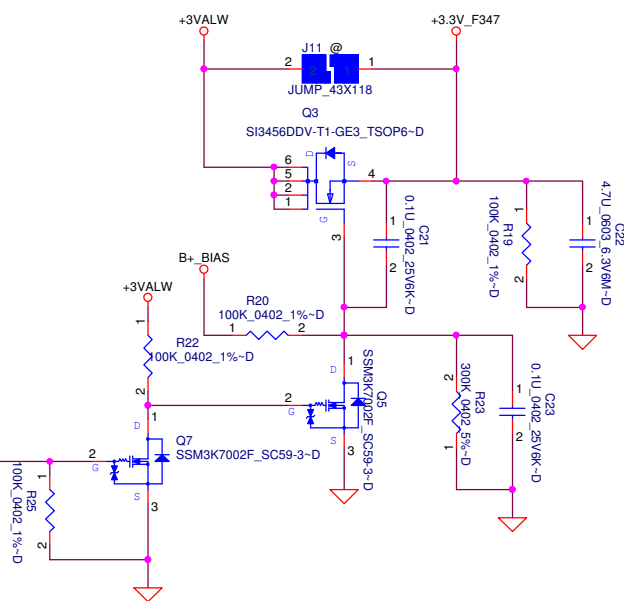 +3VALW
+3.3V_F347
J11 @
2
2
1
1
JUMP_43X118
Q3
SI3456DDV-T1-GE3_TSOP6~D
6
5
2
1
D
S
G
4
3
1
2
C21
0.1U_0402_25V6K~D
1
2
R19
100K_0402_1%~D
1
2
C22
4.7U_0603_6.3V6M~D
B+_BIAS
+3VALW
R20
100K_0402_1%~D
1
2
1
2
R22
100K_0402_1%~D
1
2
3
D
G
S
Q5
SSM3K7002F_SC59-3~D
2
1
R23
300K_0402_5%~D
1
2
C23
0.1U_0402_25V6K~D
1
2
3
D
G
S
Q7
SSM3K7002F_SC59-3~D
1
2
R25
100K_0402_1%~D